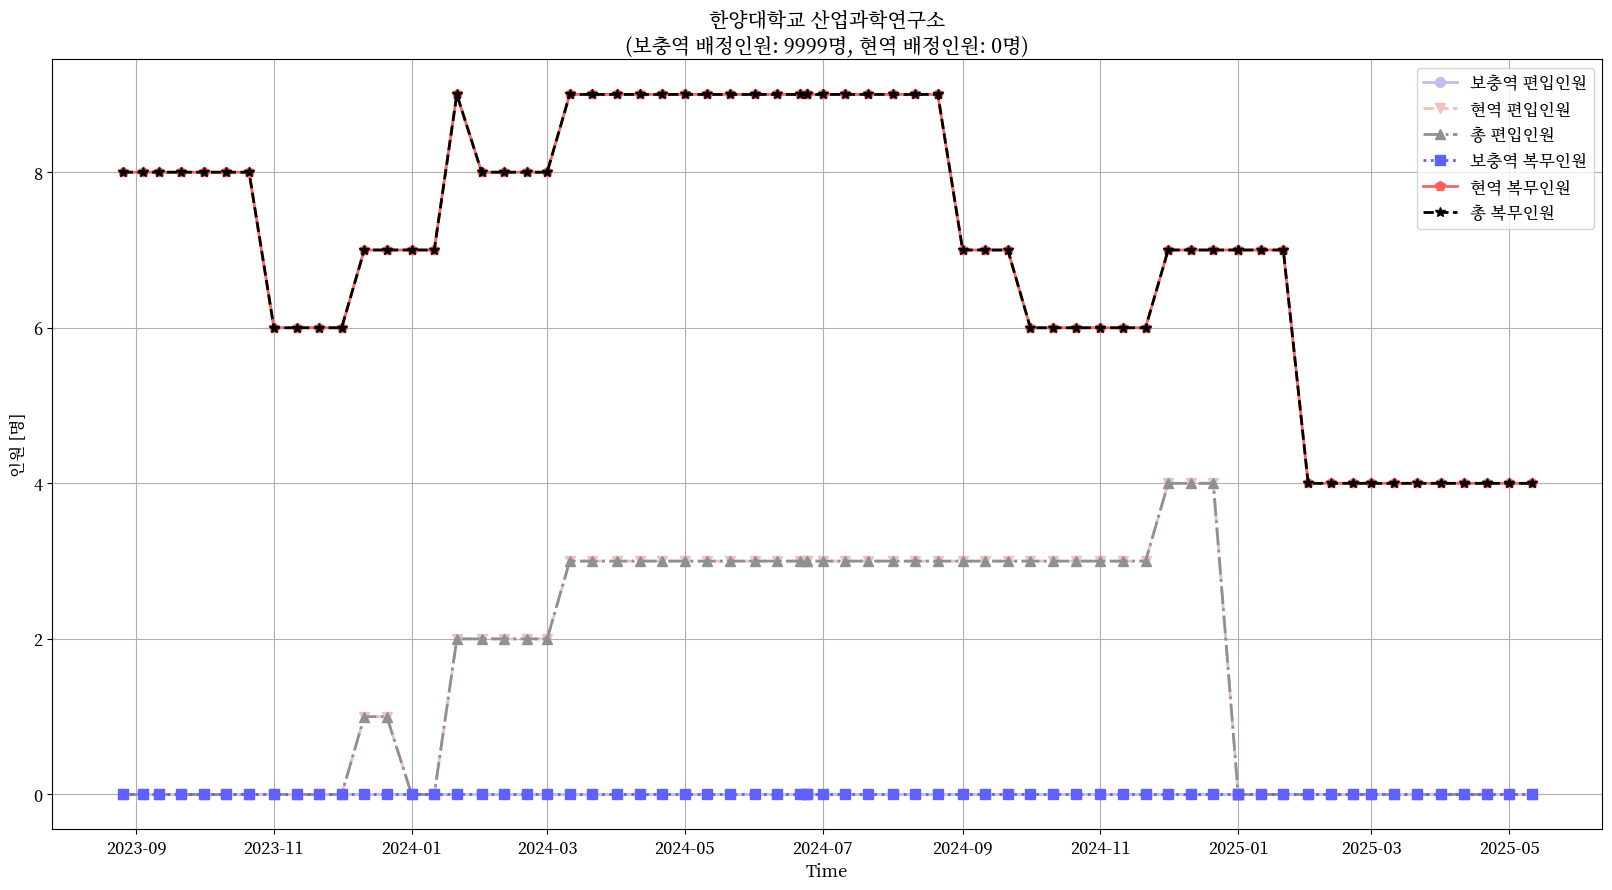 한양대학교 산업과학연구소
(보충역 배정인원: 9999명, 현역 배정인원: 0명)
보충역 편입인원
현역 편입인원
총 편입인원
보충역 복무인원
현역 복무인원
총 복무인원
인원 [명]
8
6
4
2
0
2023-09
2023-11
2024-01
2024-03
2024-05
2024-07
2024-09
2024-11
2025-01
2025-03
2025-05
Time